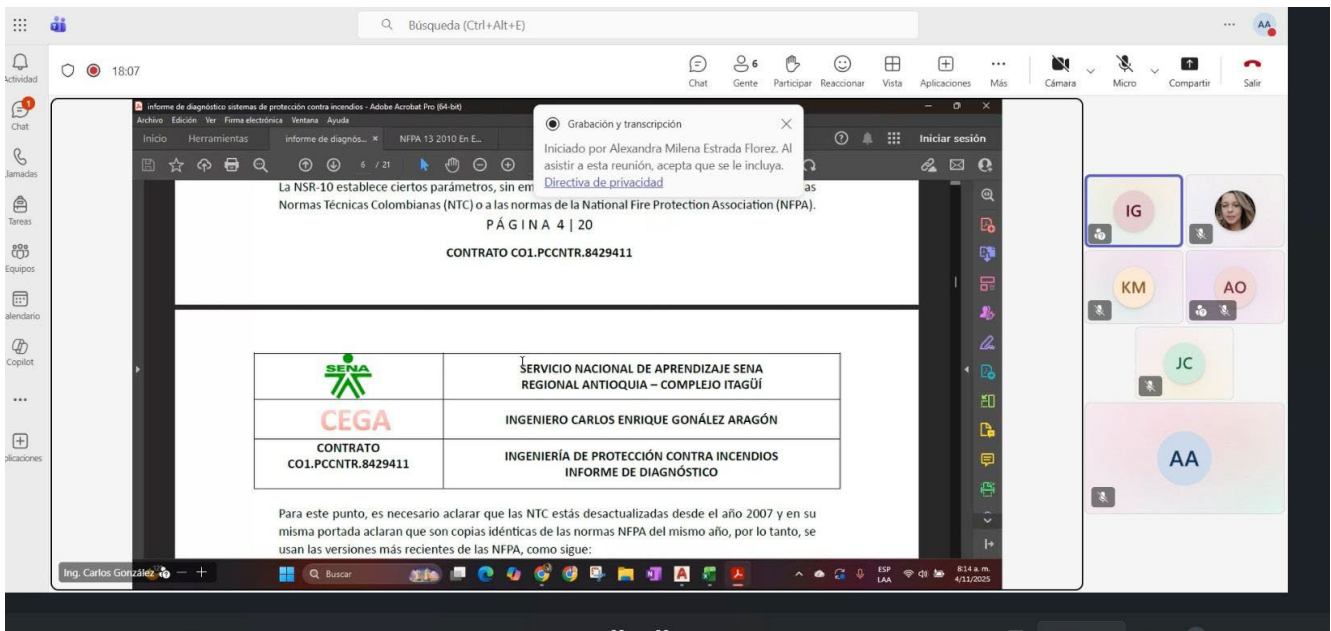 Búsqueda (Ctrl+Alt+E)
AA
18:07
Chat
6
Gente
Participar
Reaccionar
Vista
Aplicaciones
Más
Cámara
Micro
Compartir
Salir
Actividad
Chat
Jamadas
Tareas
Equipos
alendario
Copilot
plicaciones
informe de diagnóstico sistemas de protección contra incendios - Adobe Acrobat Pro (64-bit)
Archivo Edición Ver Firma electrónica Ventana Ayuda
Inicio Herramientas informe de diagnós... × NFPA 13 2010 En E... Iniciar sesión
6 / 21
Grabación y transcripción
Iniciado por Alexandra Milena Estrada Florez. Al
asistir a esta reunión, acepta que se le incluya.
Directiva de privacidad
La NSR-10 establece ciertos parámetros, sin em as
Normas Técnicas Colombianas (NTC) o a las normas de la National Fire Protection Association (NFPA).
PÁGINA 4 | 20
CONTRATO CO1.PCCNTR.8429411
SENA
SERVICIO NACIONAL DE APRENDIZAJE SENA
REGIONAL ANTIOQUIA – COMPLEJO ITAGÜÍ
CEGA
INGENIERO CARLOS ENRIQUE GONÁLEZ ARAGÓN
CONTRATO
CO1.PCCNTR.8429411
INGENIERÍA DE PROTECCIÓN CONTRA INCENDIOS
INFORME DE DIAGNÓSTICO
Para este punto, es necesario aclarar que las NTC estás desactualizadas desde el año 2007 y en su
misma portada aclaran que son copias idénticas de las normas NFPA del mismo año, por lo tanto, se
usan las versiones más recientes de las NFPA, como sigue:
Ing. Carlos González
Buscar
ESP
LAA
8:14 a. m.
4/11/2025
IG
KM
AO
JC
AA